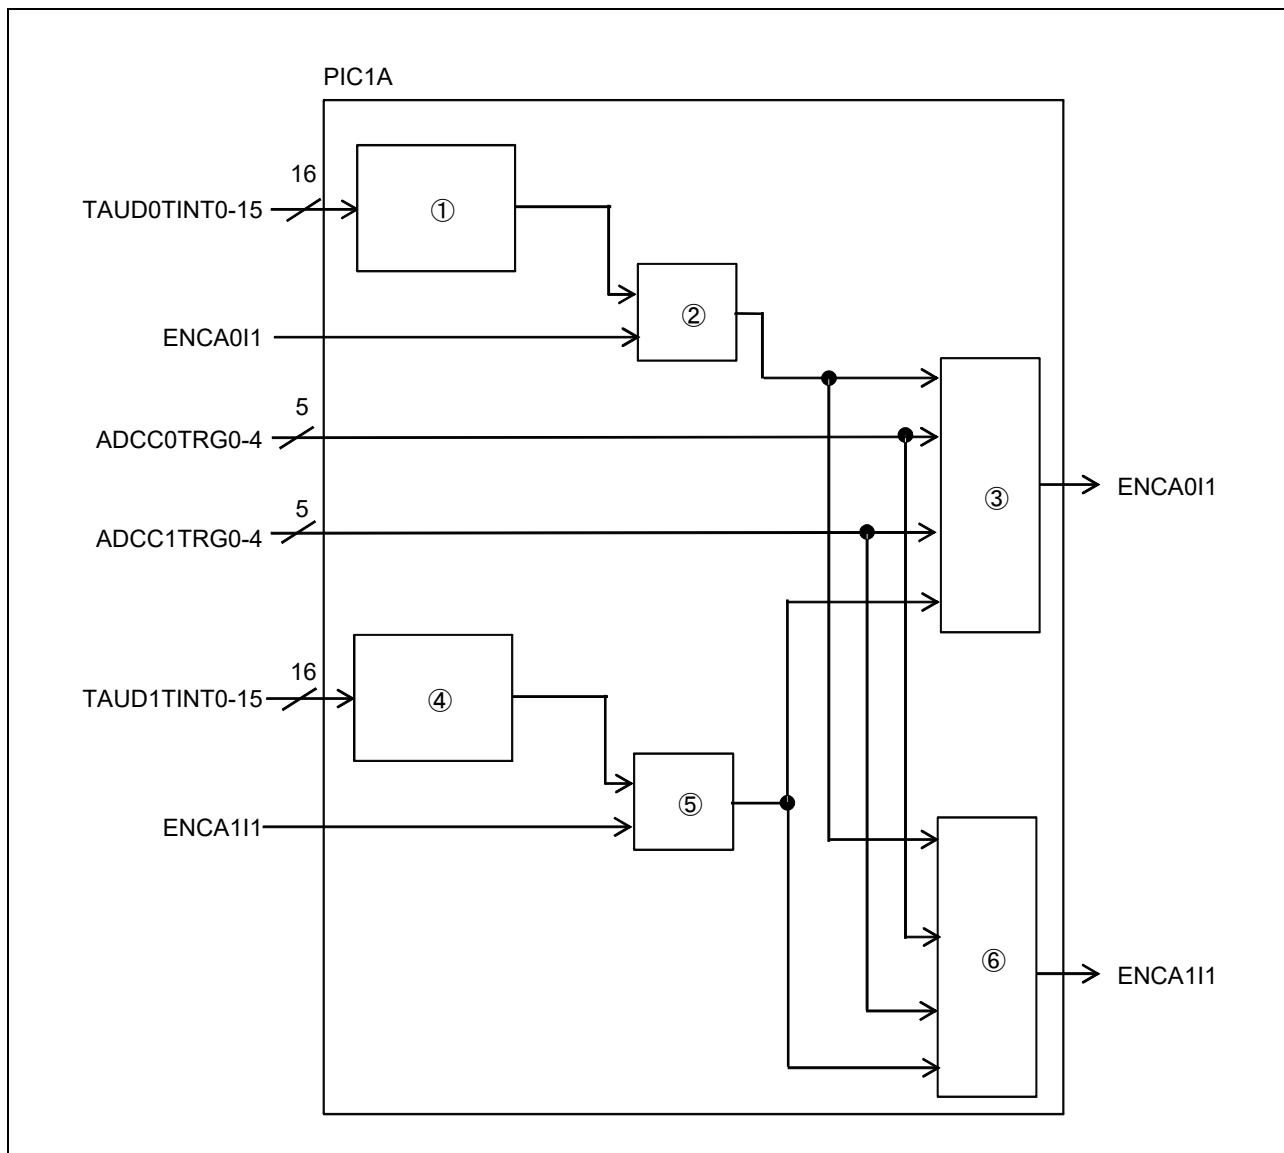 PIC1A
16
TAUD0TINT0-15
①
②
ENCA0I1
5
ADCC0TRG0-4
③
ENCA0I1
5
ADCC1TRG0-4
16
TAUD1TINT0-15
④
⑤
ENCA1I1
⑥
ENCA1I1